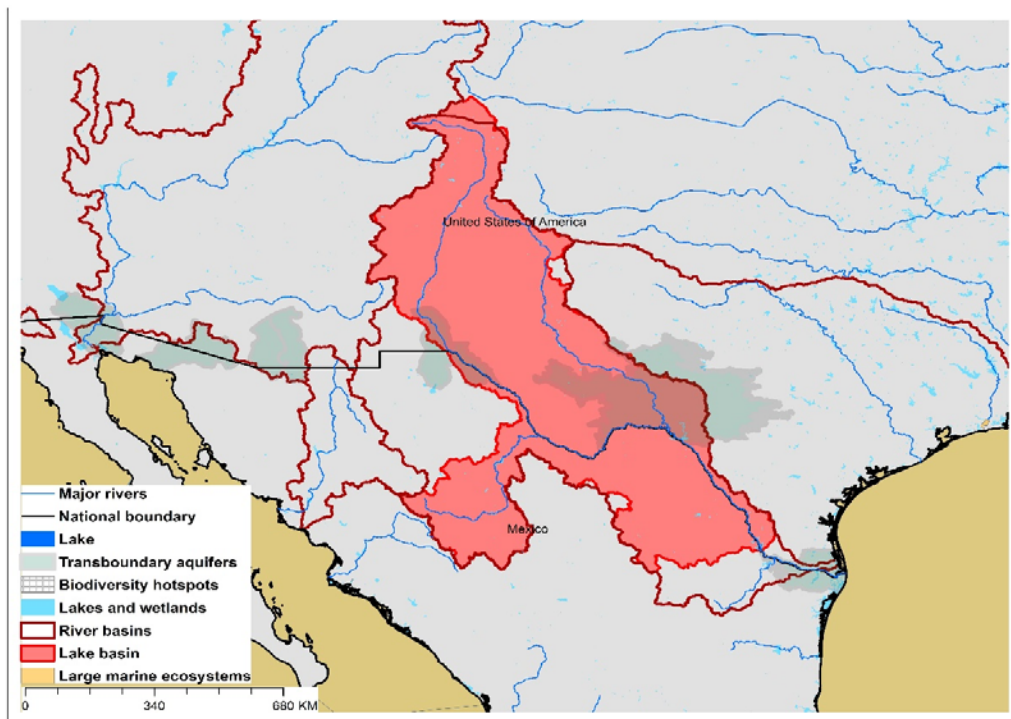 United States of America
Mexico
Major rivers
National boundary
Lake
Transboundary aquifers
Biodiversity hotspots
Lakes and wetlands
River basins
Lake basin
Large marine ecosystems
0 340 680 KM